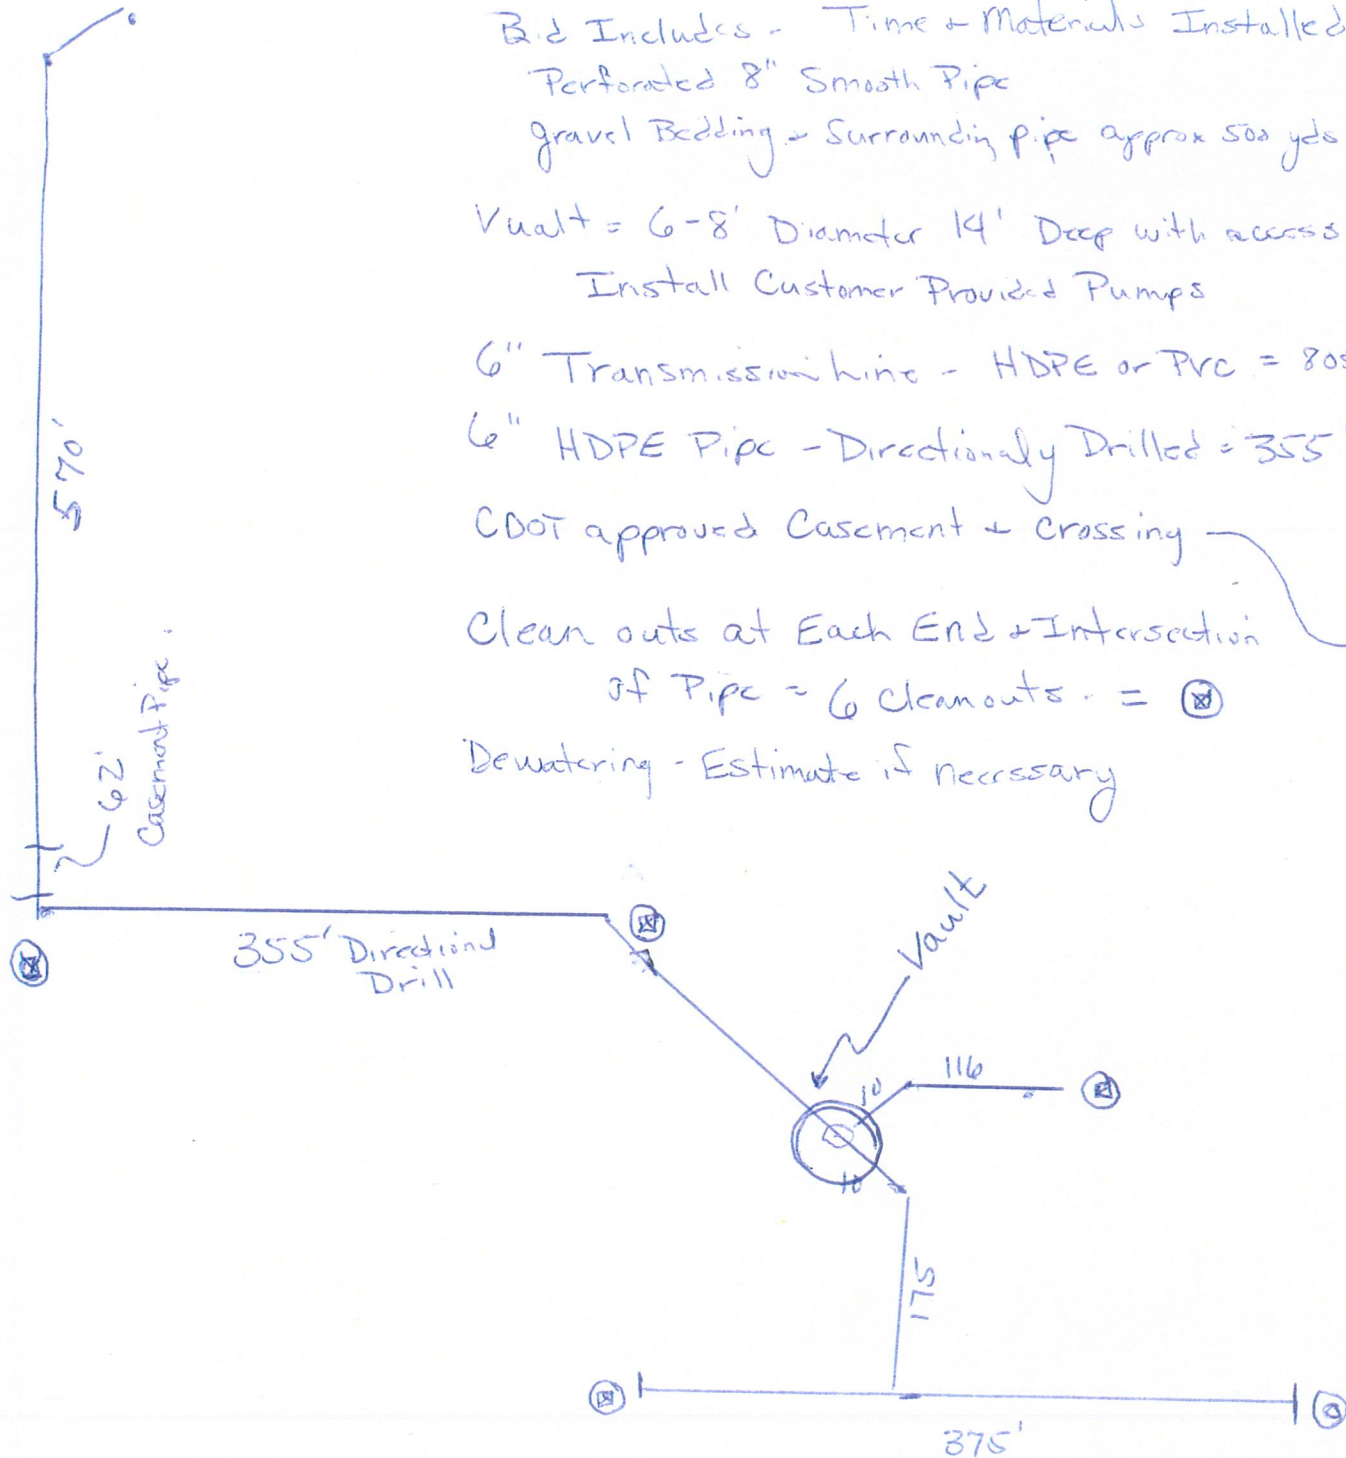 Bid Includes - Time + Materials Installed
Perforated 8" Smooth Pipe
gravel Bedding + Surrounding pipe approx 500 yds
Vualt = 6-8' Diameter 14' Deep with access
Install Customer Provided Pumps
6" Transmission Line - HDPE or PVC = 805
6" HDPE Pipe - Directionaly Drilled = 355'
CDOT approved Casement + Crossing
Clean outs at Each End + Intersection
of Pipe = 6 Cleanouts. =
Dewatering - Estimate if necessary
570'
62'
Casement Pipe.
355' Directional
Drill
Vault
10'
116
10
175
375'